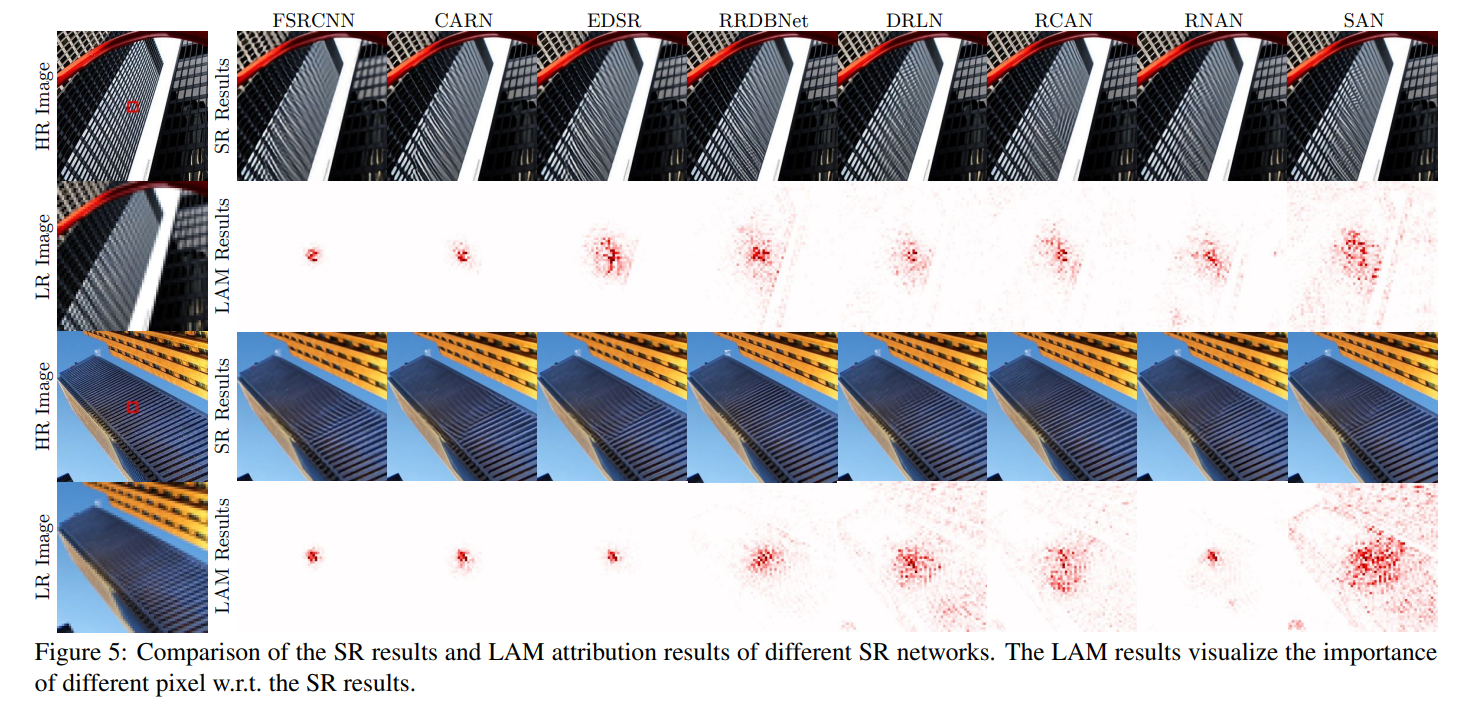 FSRCNN CARN EDSR RRDBNet DRLN RCAN RNAN SAN
HR Image
SR Results
LR Image
LAM Results
HR Image
SR Results
LR Image
LAM Results
Figure 5: Comparison of the SR results and LAM attribution results of different SR networks. The LAM results visualize the importance
of different pixel w.r.t. the SR results.